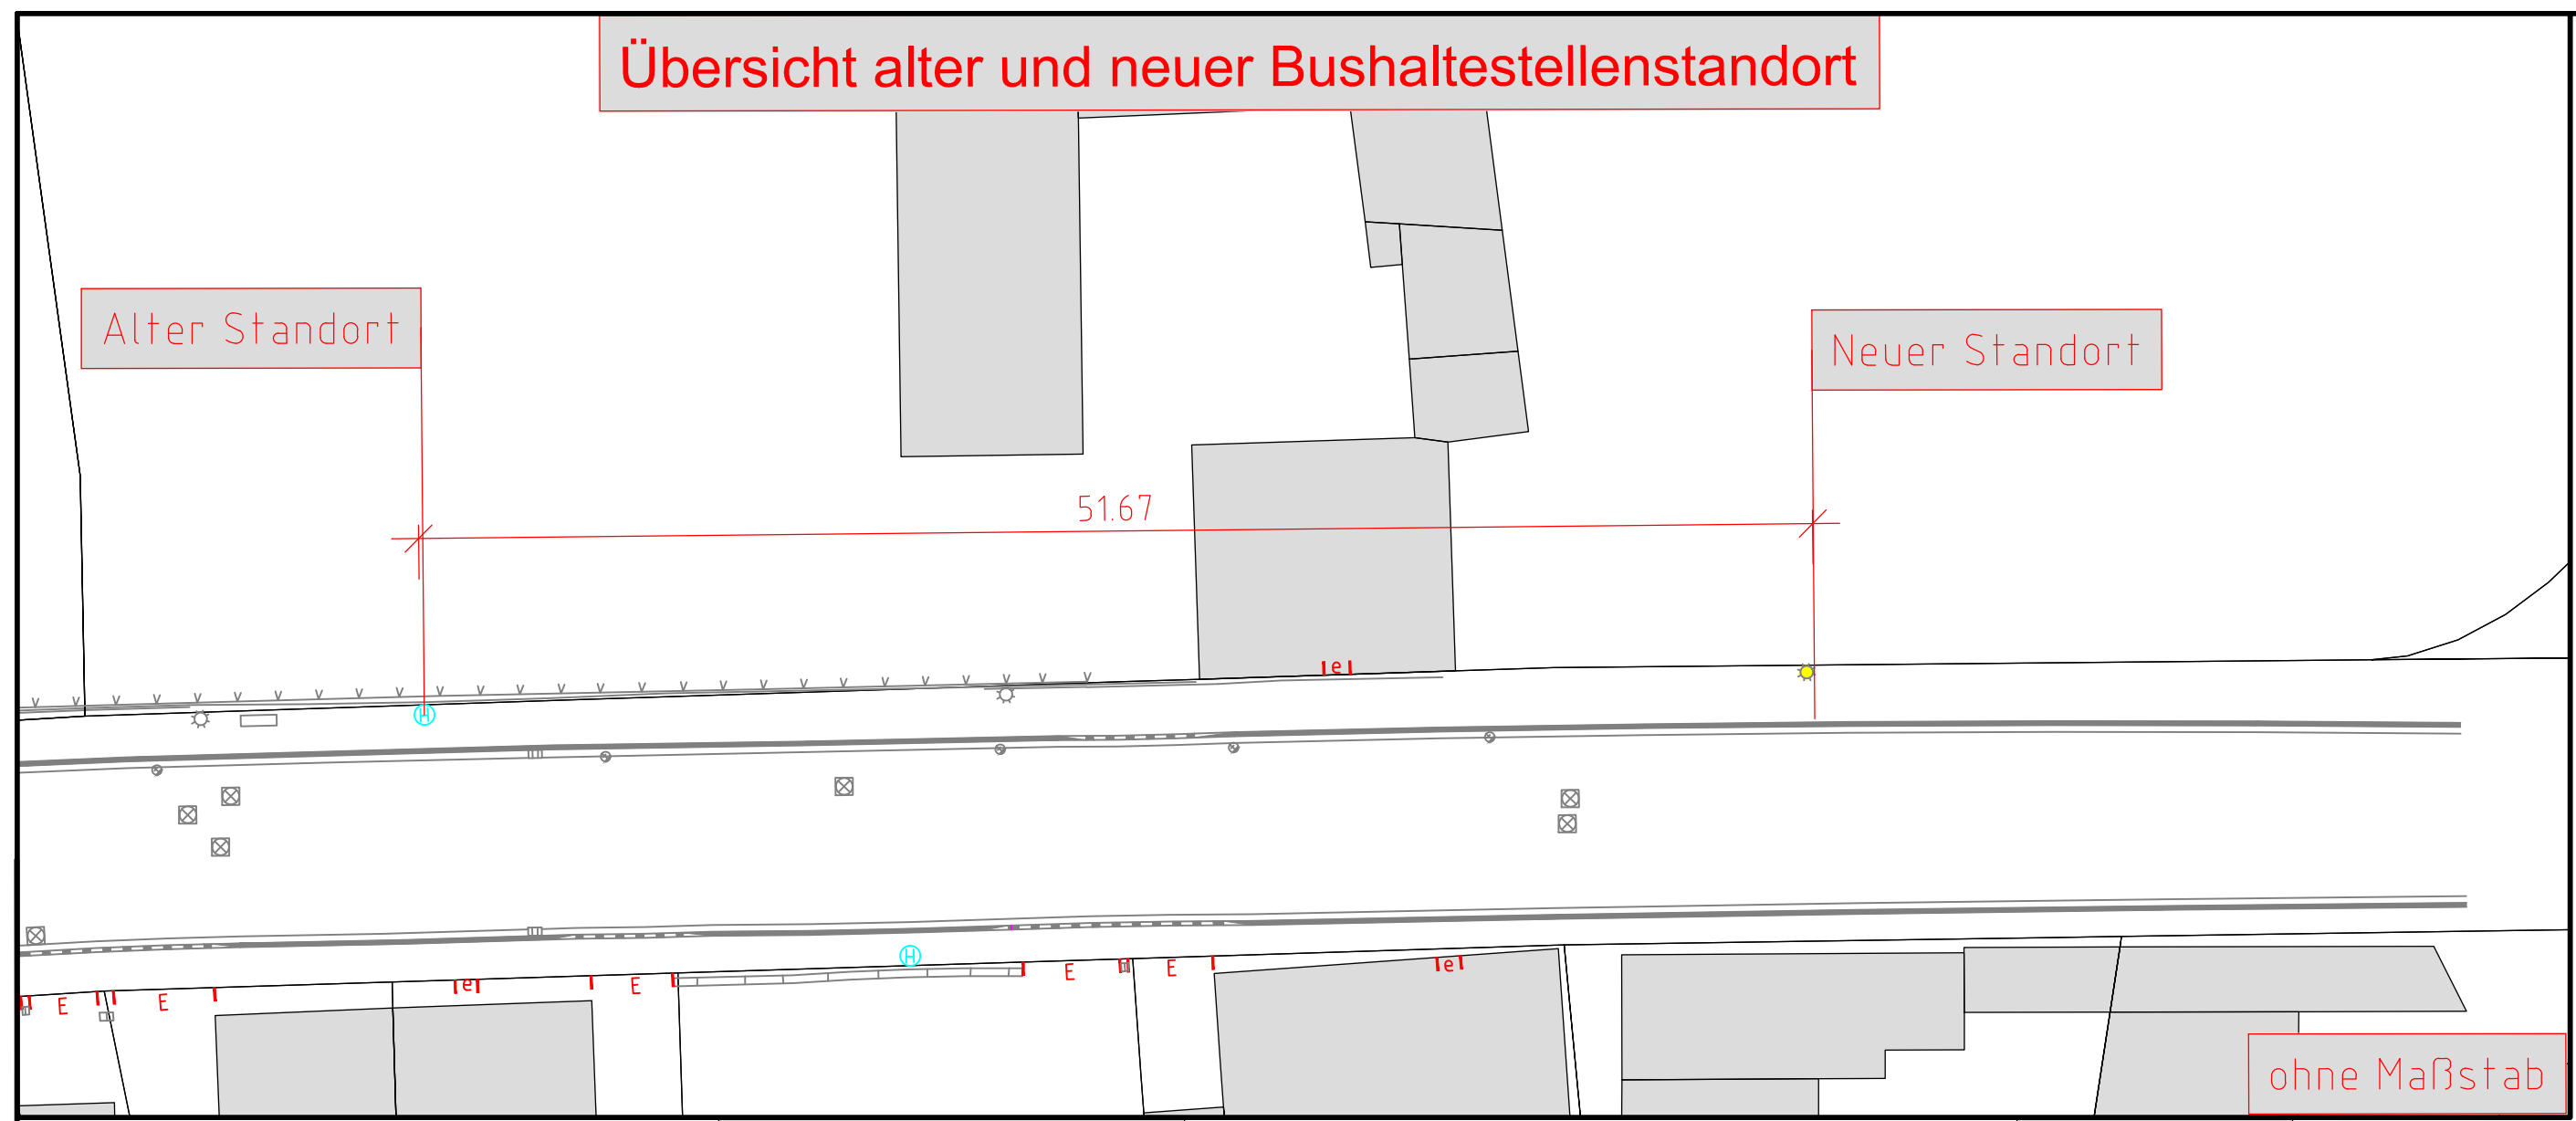 Übersicht alter und neuer Bushaltestellenstandort
Alter Standort
Neuer Standort
51.67
e
H
H
E
E
e
E
E
E
e
ohne Maßstab